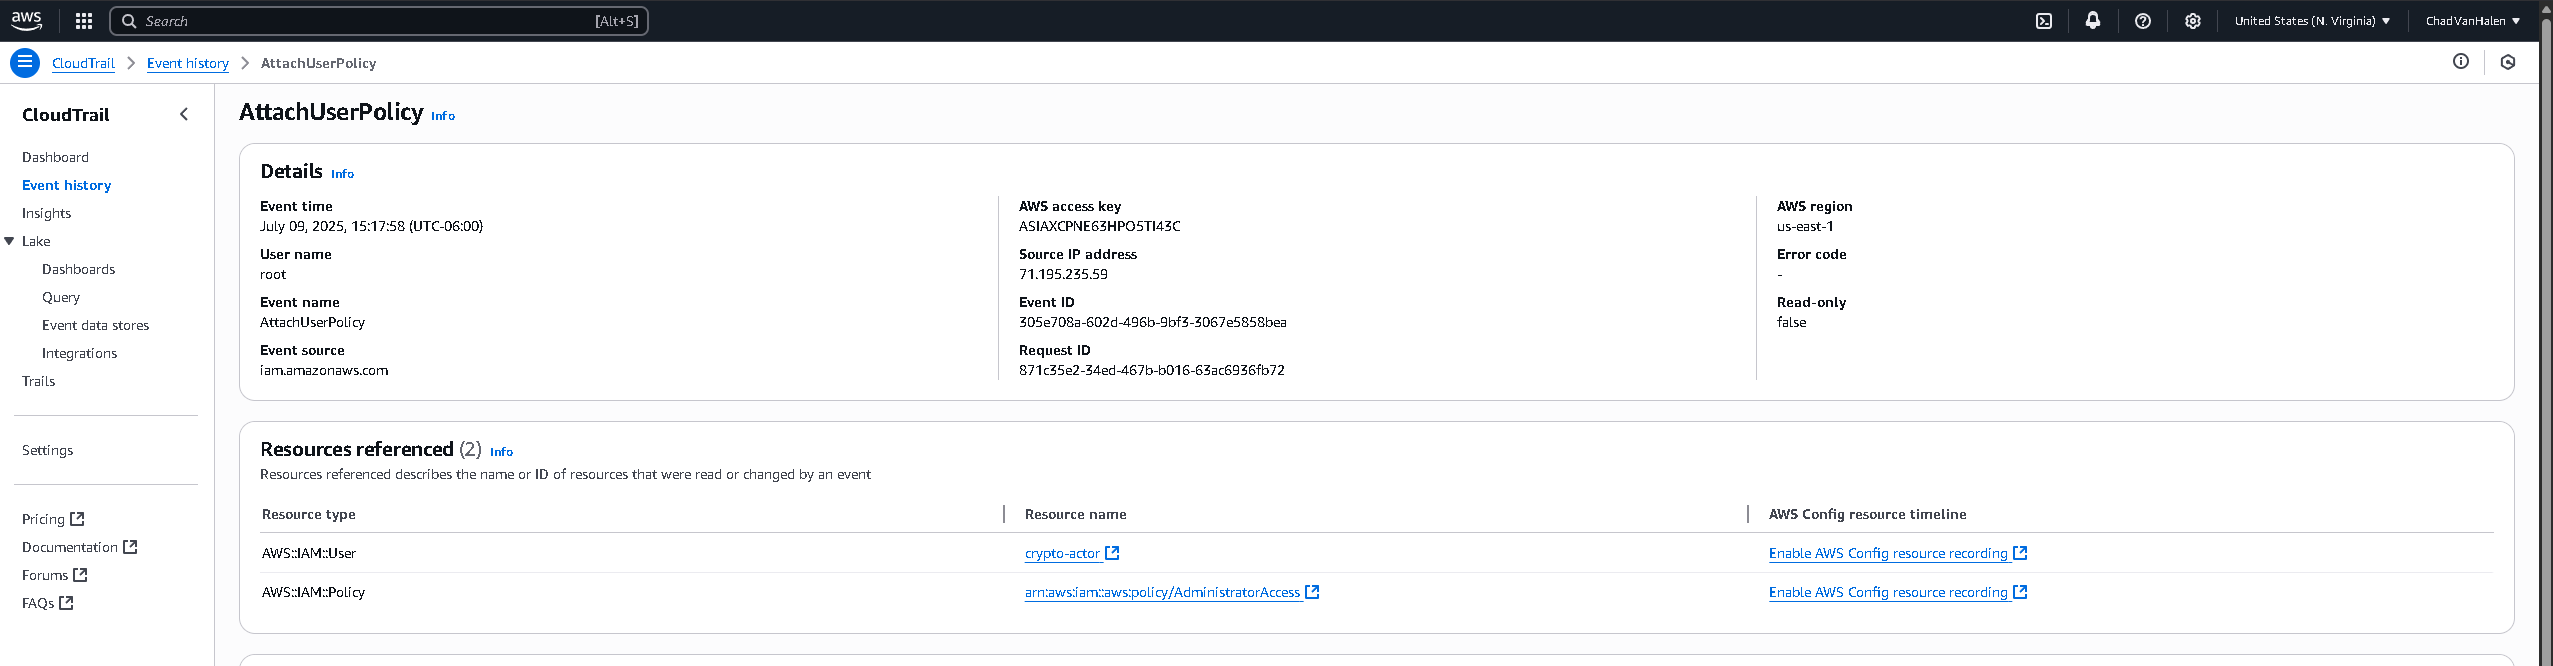 aws
Search [Alt+S]
United States (N. Virginia) ChadVanHalen
CloudTrail Event history AttachUserPolicy
CloudTrail
Dashboard
Event history
Insights
Lake
Dashboards
Query
Event data stores
Integrations
Trails
Settings
Pricing
Documentation
Forums
FAQs
AttachUserPolicy Info
Details Info
Event time
July 09, 2025, 15:17:58 (UTC-06:00)
User name
root
Event name
AttachUserPolicy
Event source
iam.amazonaws.com
AWS access key
ASIAXCPNE63HPO5TI43C
Source IP address
71.195.235.59
Event ID
305e708a-602d-496b-9bf3-3067e5858bea
Request ID
871c35e2-34ed-467b-b016-63ac6936fb72
AWS region
us-east-1
Error code
-
Read-only
false
Resources referenced (2) Info
Resources referenced describes the name or ID of resources that were read or changed by an event
Resource type Resource name AWS Config resource timeline
AWS::IAM::User crypto-actor Enable AWS Config resource recording
AWS::IAM::Policy arn:aws:iam::aws:policy/AdministratorAccess Enable AWS Config resource recording